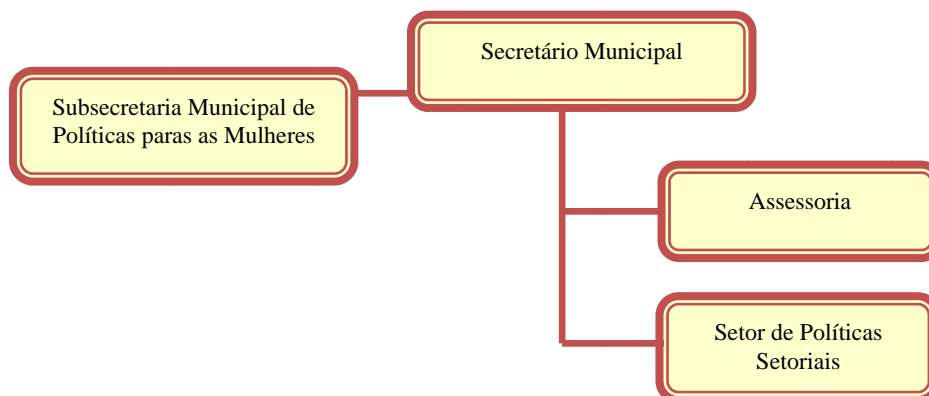 Secretário Municipal
Subsecretaria Municipal de
Políticas paras as Mulheres
Assessoria
Setor de Políticas
Setoriais